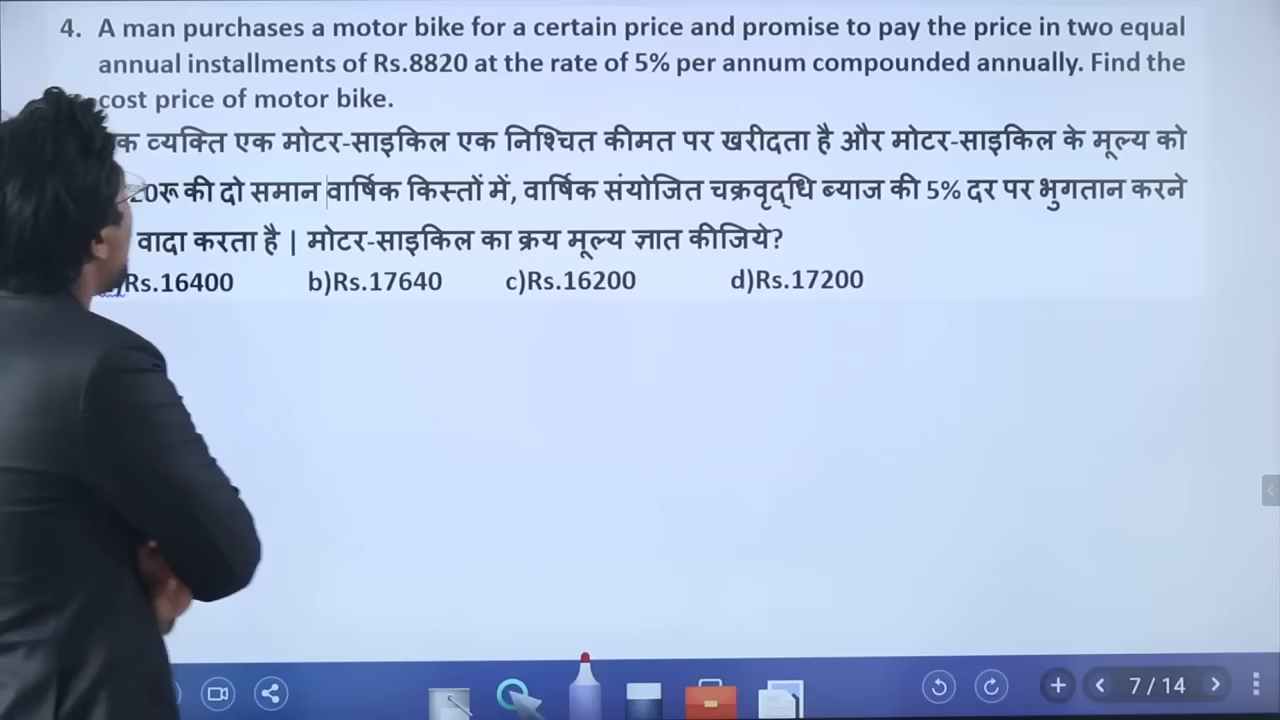 4. A man purchases a motor bike for a certain price and promise to pay the price in two equal
annual installments of Rs.8820 at the rate of 5% per annum compounded annually. Find the
cost price of motor bike.
व्यक्ति एक मोटर-साइकिल एक निश्चित कीमत पर खरीदता है और मोटर-साइकिल के मूल्य को
20रू की दो समान वार्षिक किस्तों में, वार्षिक संयोजित चक्रवृद्धि ब्याज की 5% दर पर भुगतान करने
वादा करता है | मोटर-साइकिल का क्रय मूल्य ज्ञात कीजिये?
Rs.16400 b)Rs.17640 c)Rs.16200 d)Rs.17200
7 / 14